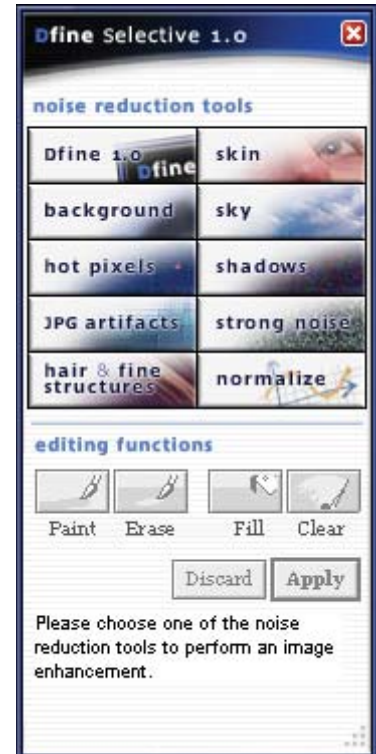 Dfine Selective 1.0
noise reduction tools
Dfine 1.0
Dfine
skin
background
sky
hot pixels
shadows
JPG artifacts
strong noise
hair & fine
structures
normalize
editing functions
Paint Erase Fill Clear
Discard Apply
Please choose one of the noise
reduction tools to perform an image
enhancement.